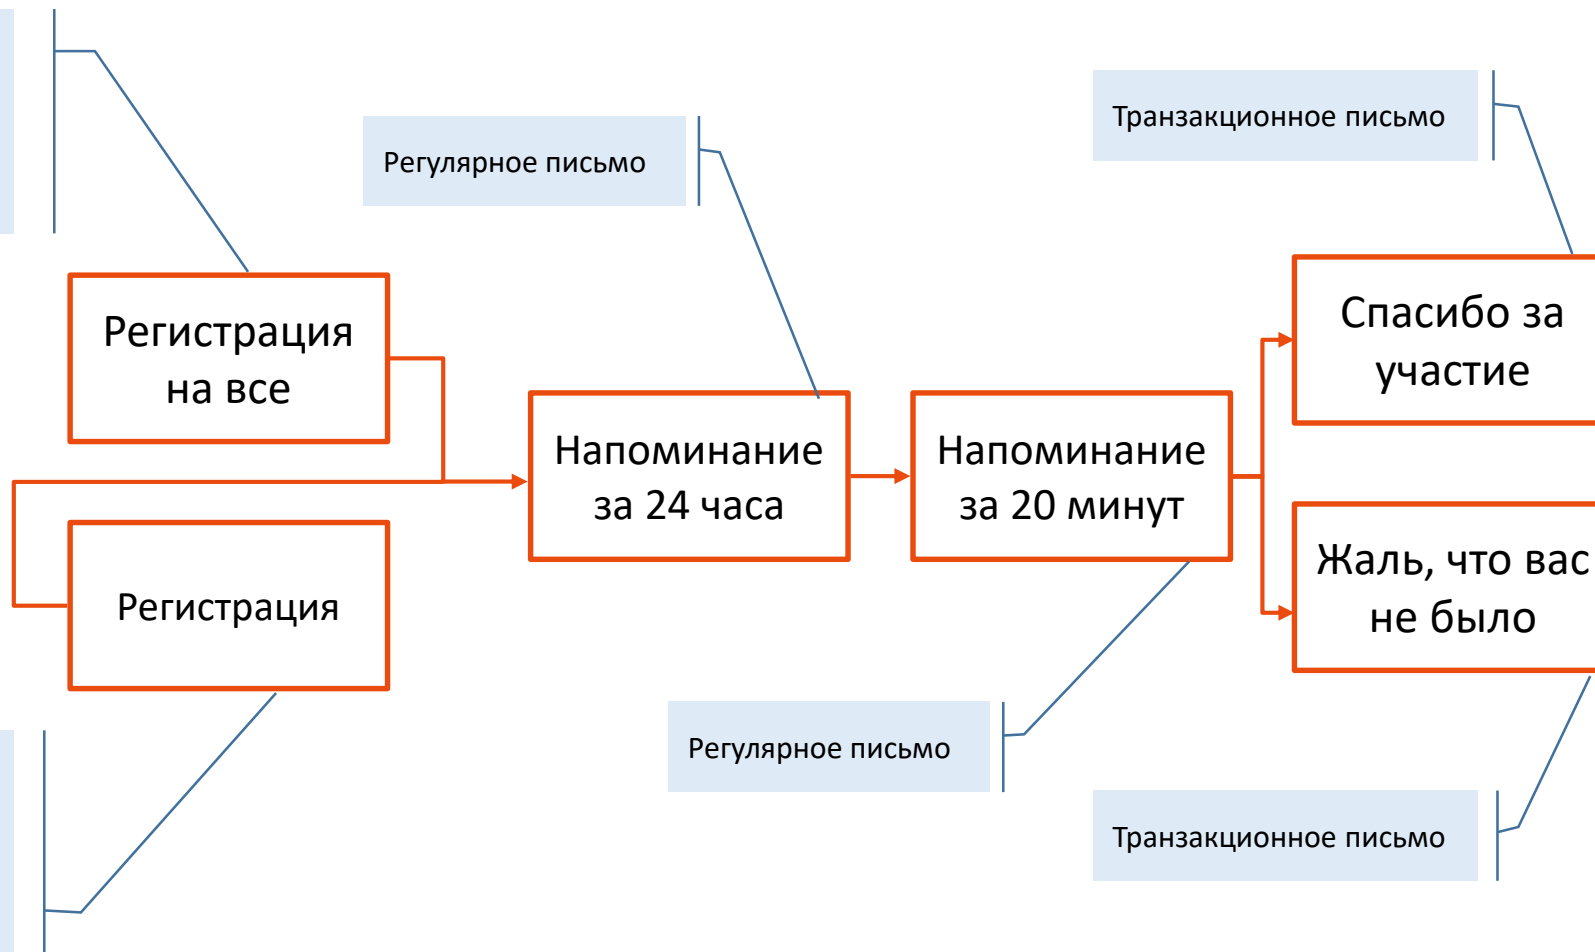 Транзакционное письмо
Регулярное письмо
Регистрация
на все
Спасибо за
участие
Напоминание
за 24 часа
Напоминание
за 20 минут
Жаль, что вас
не было
Регистрация
Регулярное письмо
Транзакционное письмо